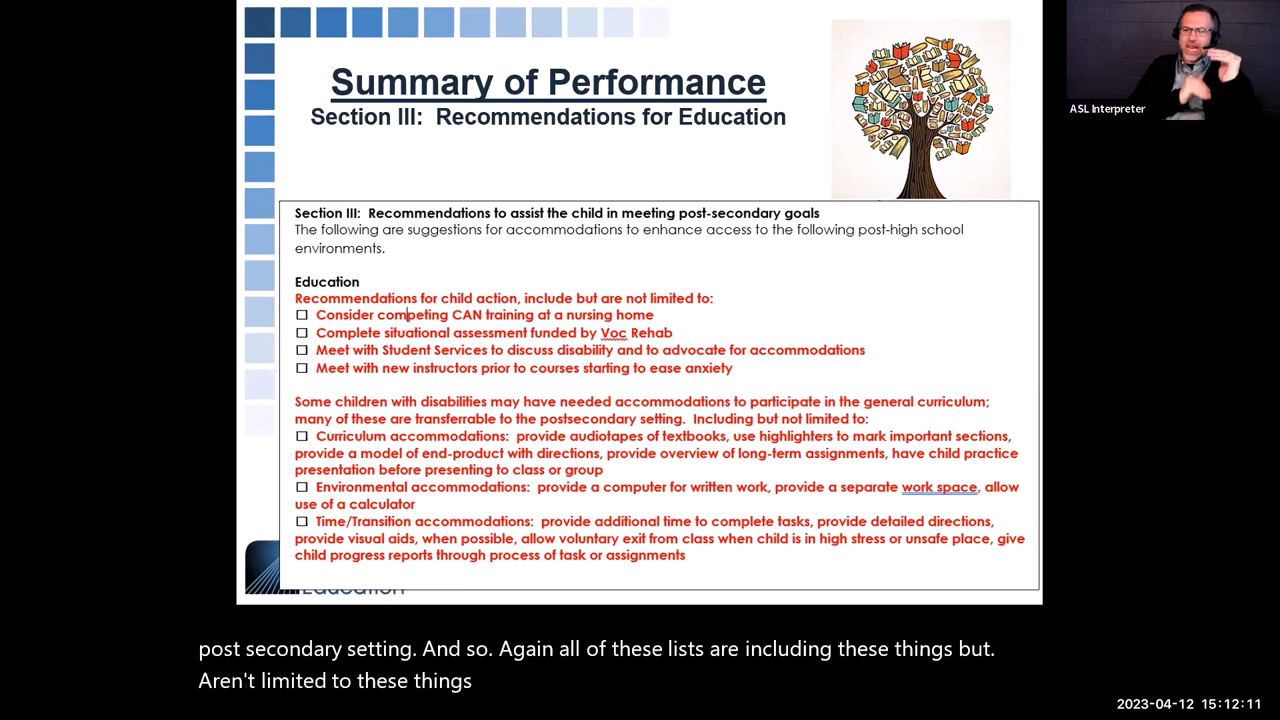 Summary of Performance
Section III: Recommendations for Education
ASL Interpreter
Section III: Recommendations to assist the child in meeting post-secondary goals
The following are suggestions for accommodations to enhance access to the following post-high school
environments.
Education
Recommendations for child action, include but are not limited to:
☐ Consider competing CAN training at a nursing home
☐ Complete situational assessment funded by Voc Rehab
☐ Meet with Student Services to discuss disability and to advocate for accommodations
☐ Meet with new instructors prior to courses starting to ease anxiety
Some children with disabilities may have needed accommodations to participate in the general curriculum;
many of these are transferrable to the postsecondary setting. Including but not limited to:
☐ Curriculum accommodations: provide audiotapes of textbooks, use highlighters to mark important sections,
provide a model of end-product with directions, provide overview of long-term assignments, have child practice
presentation before presenting to class or group
☐ Environmental accommodations: provide a computer for written work, provide a separate work space, allow
use of a calculator
☐ Time/Transition accommodations: provide additional time to complete tasks, provide detailed directions,
provide visual aids, when possible, allow voluntary exit from class when child is in high stress or unsafe place, give
child progress reports through process of task or assignments
Education
post secondary setting. And so. Again all of these lists are including these things but.
Aren't limited to these things
2023-04-12 15:12:11